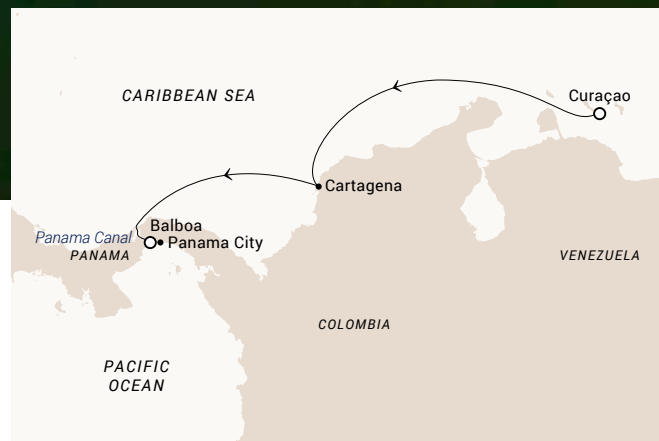 CARIBBEAN SEA
Curaçao
Cartagena
Balboa
Panama Canal
Panama City
PANAMA
VENEZUELA
COLOMBIA
PACIFIC
OCEAN